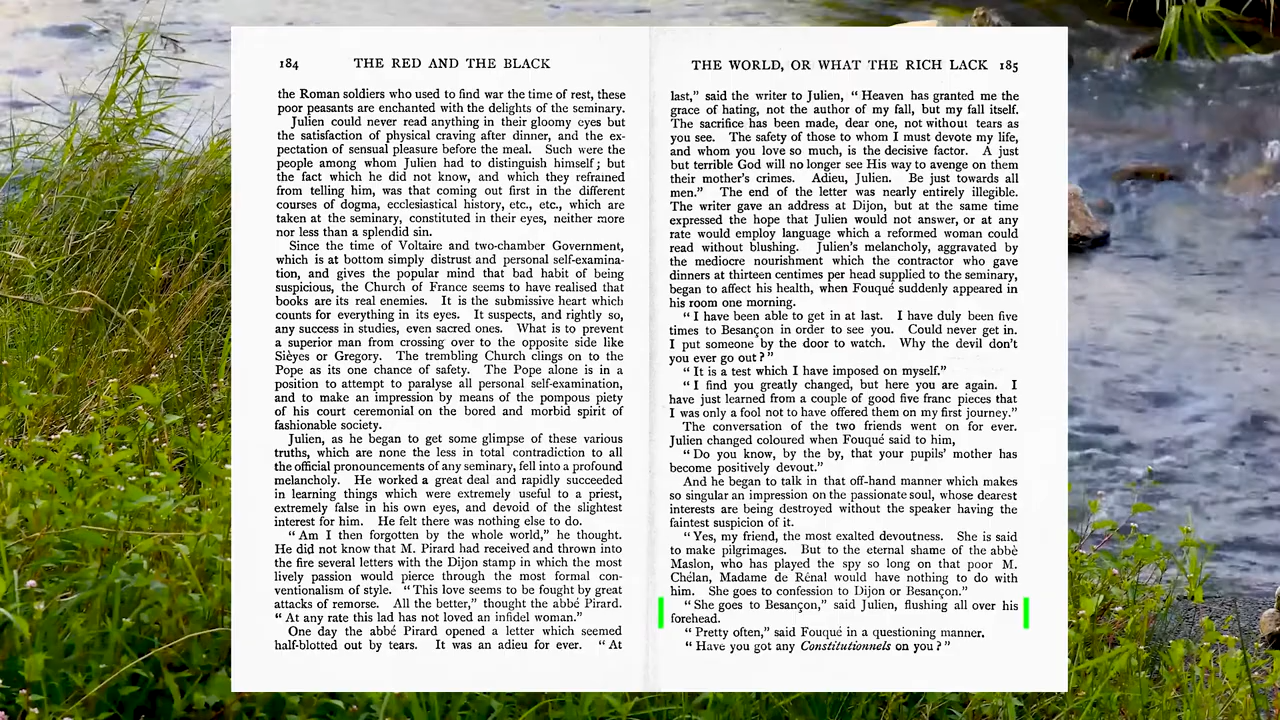 184 THE RED AND THE BLACK
the Roman soldiers who used to find war the time of rest, these
poor peasants are enchanted with the delights of the seminary.
Julien could never read anything in their gloomy eyes but
the satisfaction of physical craving after dinner, and the ex-
pectation of sensual pleasure before the meal. Such were the
people among whom Julien had to distinguish himself; but
the fact which he did not know, and which they refrained
from telling him, was that coming out first in the different
courses of dogma, ecclesiastical history, etc., etc., which are
taken at the seminary, constituted in their eyes, neither more
nor less than a splendid sin.
Since the time of Voltaire and two-chamber Government,
which is at bottom simply distrust and personal self-examina-
tion, and gives the popular mind that bad habit of being
suspicious, the Church of France seems to have realised that
books are its real enemies. It is the submissive heart which
counts for everything in its eyes. It suspects, and rightly so,
any success in studies, even sacred ones. What is to prevent
a superior man from crossing over to the opposite side like
Sièyes or Gregory. The trembling Church clings on to the
Pope as its one chance of safety. The Pope alone is in a
position to attempt to paralyse all personal self-examination,
and to make an impression by means of the pompous piety
of his court ceremonial on the bored and morbid spirit of
fashionable society.
Julien, as he began to get some glimpse of these various
truths, which are none the less in total contradiction to all
the official pronouncements of any seminary, fell into a profound
melancholy. He worked a great deal and rapidly succeeded
in learning things which were extremely useful to a priest,
extremely false in his own eyes, and devoid of the slightest
interest for him. He felt there was nothing else to do.
"Am I then forgotten by the whole world," he thought.
He did not know that M. Pirard had received and thrown into
the fire several letters with the Dijon stamp in which the most
lively passion would pierce through the most formal con-
ventionalism of style. "This love seems to be fought by great
attacks of remorse. All the better," thought the abbé Pirard.
"At any rate this lad has not loved an infidel woman."
One day the abbé Pirard opened a letter which seemed
half-blotted out by tears. It was an adieu for ever. "At
THE WORLD, OR WHAT THE RICH LACK 185
last," said the writer to Julien, "Heaven has granted me the
grace of hating, not the author of my fall, but my fall itself.
The sacrifice has been made, dear one, not without tears as
you see. The safety of those to whom I must devote my life,
and whom you love so much, is the decisive factor. A just
but terrible God will no longer see His way to avenge on them
their mother's crimes. Adieu, Julien. Be just towards all
men." The end of the letter was nearly entirely illegible.
The writer gave an address at Dijon, but at the same time
expressed the hope that Julien would not answer, or at any
rate would employ language which a reformed woman could
read without blushing. Julien's melancholy, aggravated by
the mediocre nourishment which the contractor who gave
dinners at thirteen centimes per head supplied to the seminary,
began to affect his health, when Fouqué suddenly appeared in
his room one morning.
"I have been able to get in at last. I have duly been five
times to Besançon in order to see you. Could never get in.
I put someone by the door to watch. Why the devil don't
you ever go out?"
"It is a test which I have imposed on myself."
"I find you greatly changed, but here you are again. I
have just learned from a couple of good five franc pieces that
I was only a fool not to have offered them on my first journey."
The conversation of the two friends went on for ever.
Julien changed coloured when Fouqué said to him,
"Do you know, by the by, that your pupils' mother has
become positively devout."
And he began to talk in that off-hand manner which makes
so singular an impression on the passionate soul, whose dearest
interests are being destroyed without the speaker having the
faintest suspicion of it.
"Yes, my friend, the most exalted devoutness. She is said
to make pilgrimages. But to the eternal shame of the abbè
Maslon, who has played the spy so long on that poor M.
Chélan, Madame de Rênal would have nothing to do with
him. She goes to confession to Dijon or Besançon."
"She goes to Besançon," said Julien, flushing all over his
forehead.
"Pretty often," said Fouqué in a questioning manner.
"Have you got any Constitutionnels on you?"